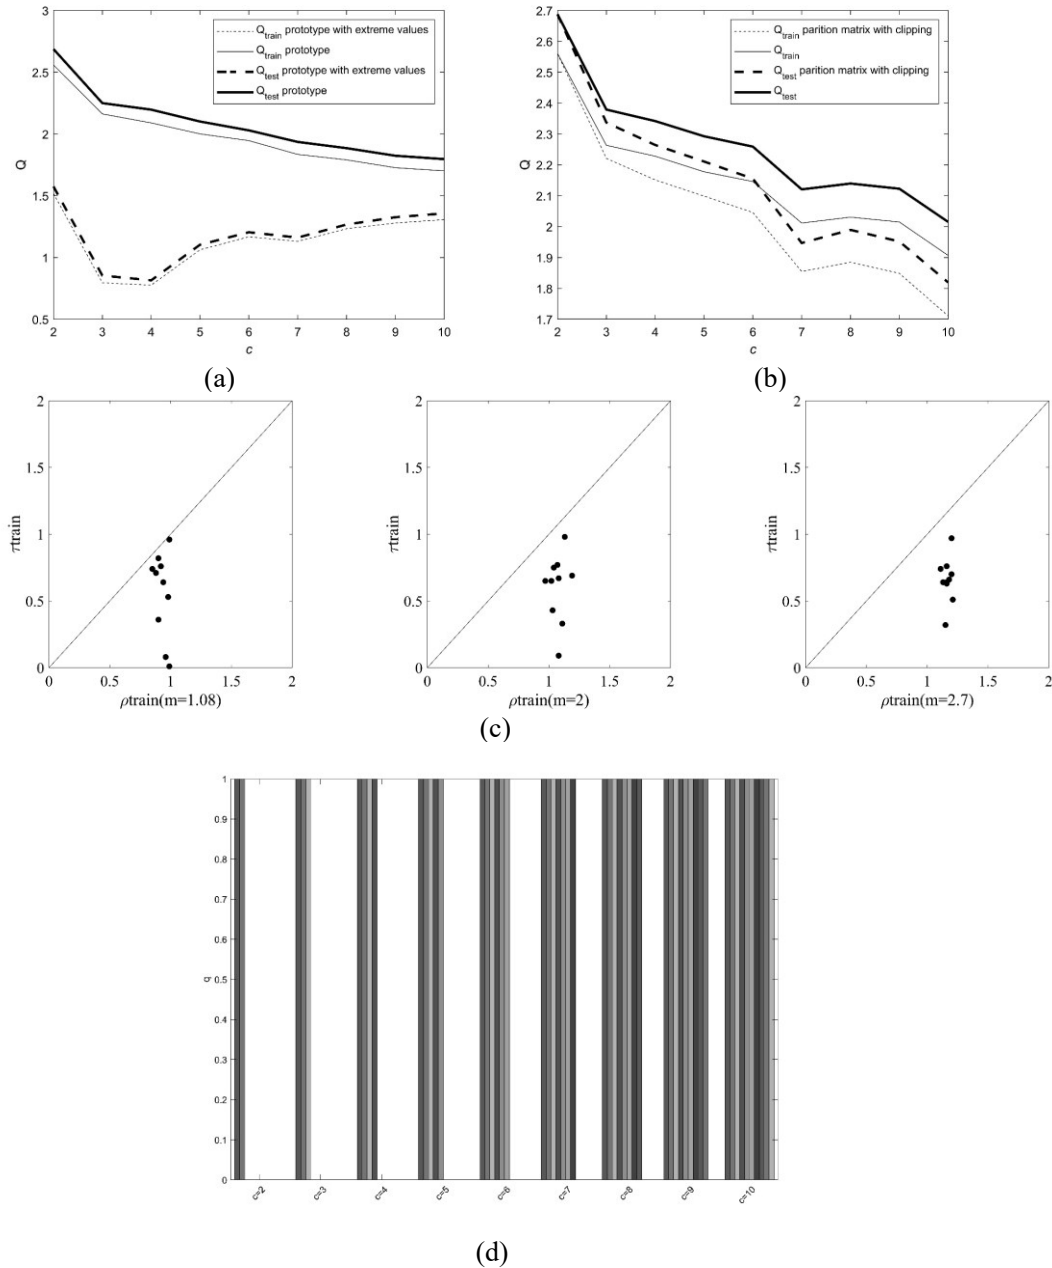 3
2.5
2
1.5
1
0.5
Q
2 3 4 5 6 7 8 9 10
c
Q_train prototype with extreme values
Q_train prototype
Q_test prototype with extreme values
Q_test prototype
(a)
2.7
2.6
2.5
2.4
2.3
2.2
2.1
2
1.9
1.8
1.7
Q
2 3 4 5 6 7 8 9 10
c
Q_train parition matrix with clipping
Q_train
Q_test parition matrix with clipping
Q_test
(b)
2
1.5
1
0.5
0
τtrain
0 0.5 1 1.5 2
ρtrain(m=1.08)
2
1.5
1
0.5
0
τtrain
0 0.5 1 1.5 2
ρtrain(m=2)
2
1.5
1
0.5
0
τtrain
0 0.5 1 1.5 2
ρtrain(m=2.7)
(c)
1
0.9
0.8
0.7
0.6
0.5
0.4
0.3
0.2
0.1
0
q
c=2 c=3 c=4 c=5 c=6 c=7 c=8 c=9 c=10
(d)